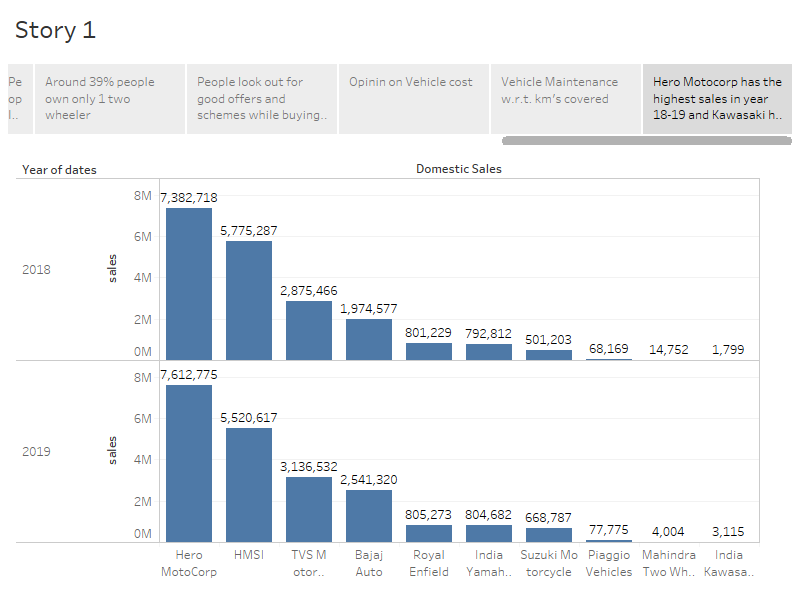 Story 1
Pe
op
l..
Around 39% people
own only 1 two
wheeler
People look out for
good offers and
schemes while buying..
Opinin on Vehicle cost
Vehicle Maintenance
w.r.t. km's covered
Hero Motocorp has the
highest sales in year
18-19 and Kawasaki h..
Year of dates
Domestic Sales
2018
sales
8M
6M
4M
2M
0M
7,382,718
5,775,287
2,875,466
1,974,577
801,229
792,812
501,203
68,169
14,752
1,799
2019
sales
8M
6M
4M
2M
0M
7,612,775
5,520,617
3,136,532
2,541,320
805,273
804,682
668,787
77,775
4,004
3,115
Hero
MotoCorp
HMSI
TVS M
otor..
Bajaj
Auto
Royal
Enfield
India
Yamah..
Suzuki Mo
torcycle
Piaggio
Vehicles
Mahindra
Two Wh..
India
Kawasa..